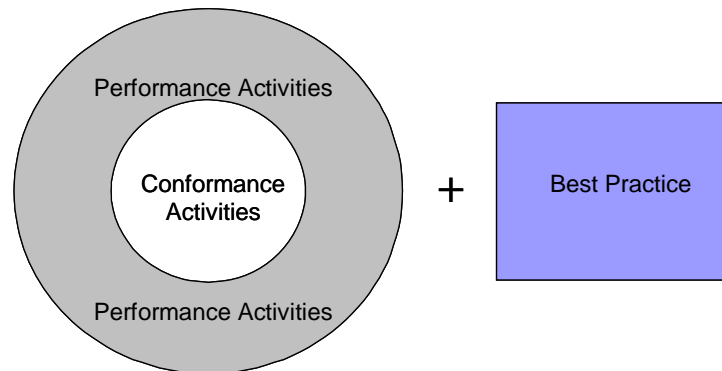 Performance Activities
Conformance
Activities
+
Best Practice
Performance Activities